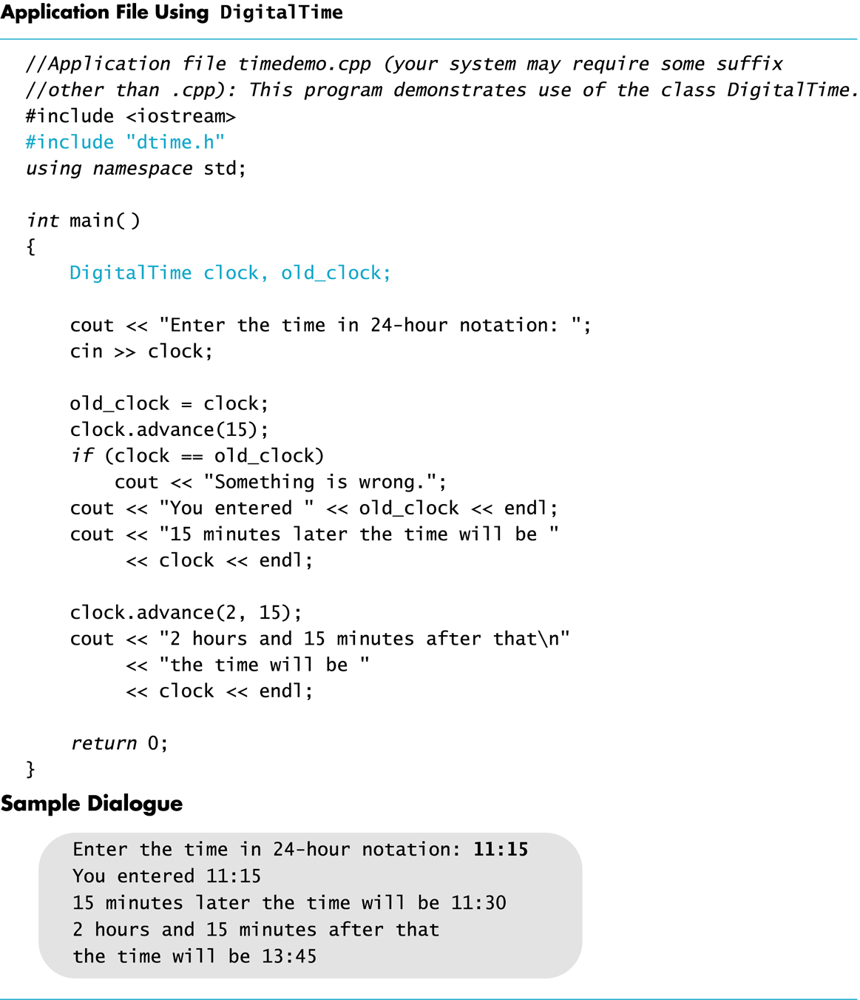 Application File Using DigitalTime
//Application file timedemo.cpp (your system may require some suffix
//other than .cpp): This program demonstrates use of the class DigitalTime.
#include <iostream>
#include "dtime.h"
using namespace std;
int main( )
{
DigitalTime clock, old_clock;
cout << "Enter the time in 24-hour notation: ";
cin >> clock;
old_clock = clock;
clock.advance(15);
if (clock == old_clock)
cout << "Something is wrong.";
cout << "You entered " << old_clock << endl;
cout << "15 minutes later the time will be "
<< clock << endl;
clock.advance(2, 15);
cout << "2 hours and 15 minutes after that\n"
<< "the time will be "
<< clock << endl;
return 0;
}
Sample Dialogue
Enter the time in 24-hour notation: 11:15
You entered 11:15
15 minutes later the time will be 11:30
2 hours and 15 minutes after that
the time will be 13:45